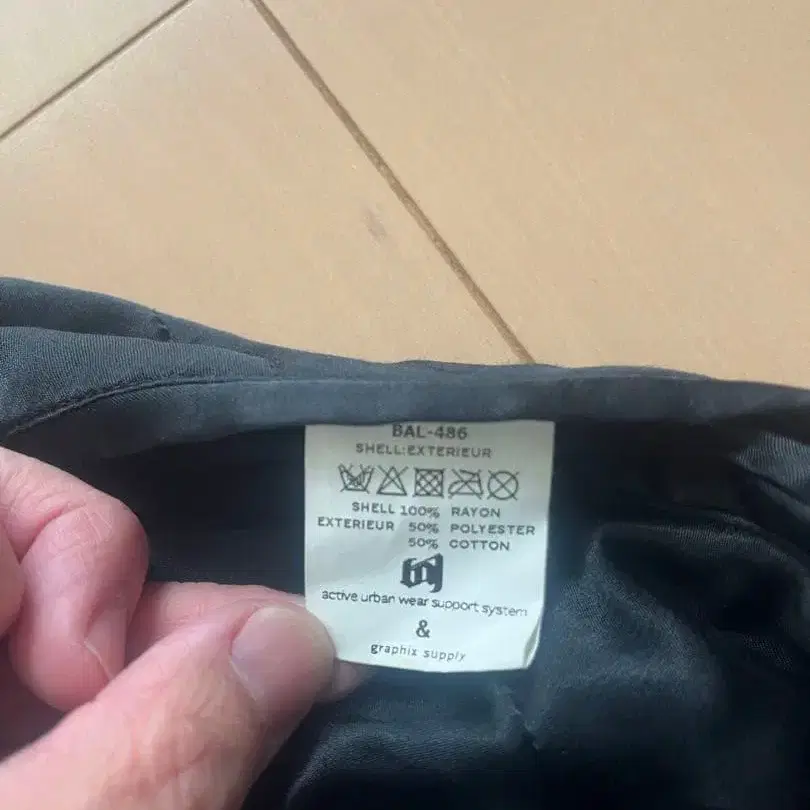 BAL-486
SHELL:EXTERIEUR
SHELL 100% RAYON
EXTERIEUR 50% POLYESTER
50% COTTON
active urban wear support system
&
graphix supply